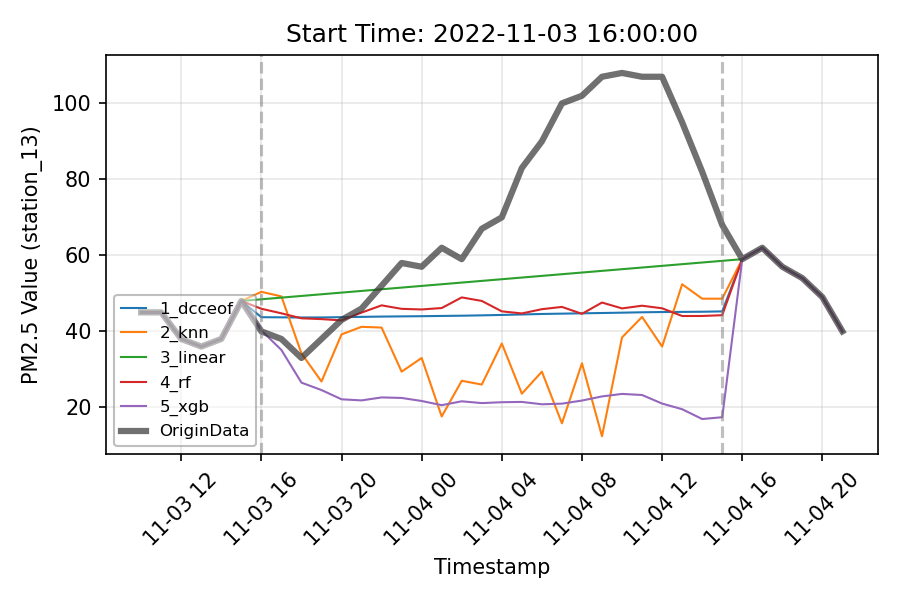 Start Time: 2022-11-03 16:00:00
PM2.5 Value (station_13)
100
80
60
40
20
1_dcceof
2_knn
3_linear
4_rf
5_xgb
OriginData
11-03 12
11-03 16
11-03 20
11-04 00
11-04 04
11-04 08
11-04 12
11-04 16
11-04 20
Timestamp